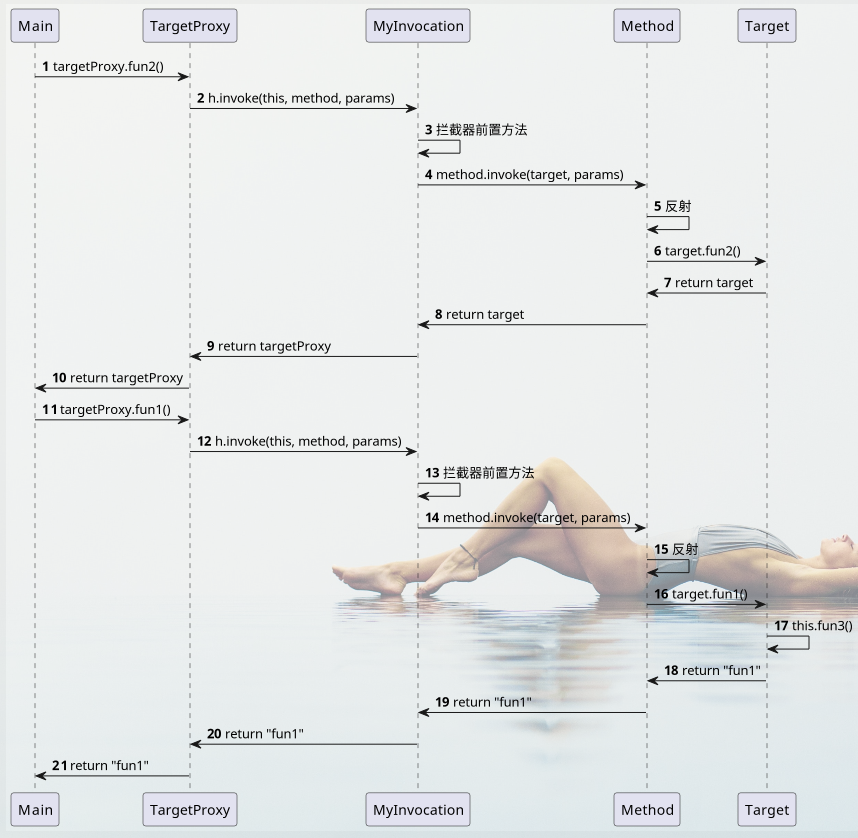 Main TargetProxy MyInvocation Method Target
1 targetProxy.fun2()
2 h.invoke(this, method, params)
3 拦截器前置方法
4 method.invoke(target, params)
5 反射
6 target.fun2()
7 return target
8 return target
9 return targetProxy
10 return targetProxy
11 targetProxy.fun1()
12 h.invoke(this, method, params)
13 拦截器前置方法
14 method.invoke(target, params)
15 反射
16 target.fun1()
17 this.fun3()
18 return "fun1"
19 return "fun1"
20 return "fun1"
21 return "fun1"
Main TargetProxy MyInvocation Method Target